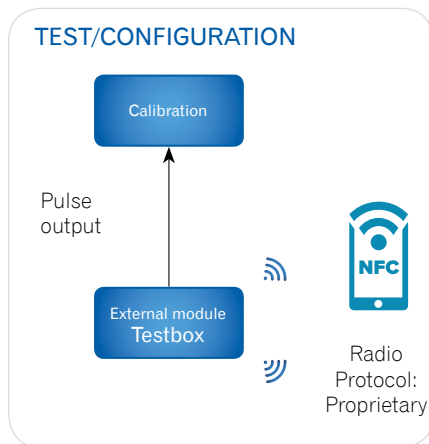 TEST/CONFIGURATION
Calibration
Pulse
output
NFC
External module
Testbox
Radio
Protocol:
Proprietary